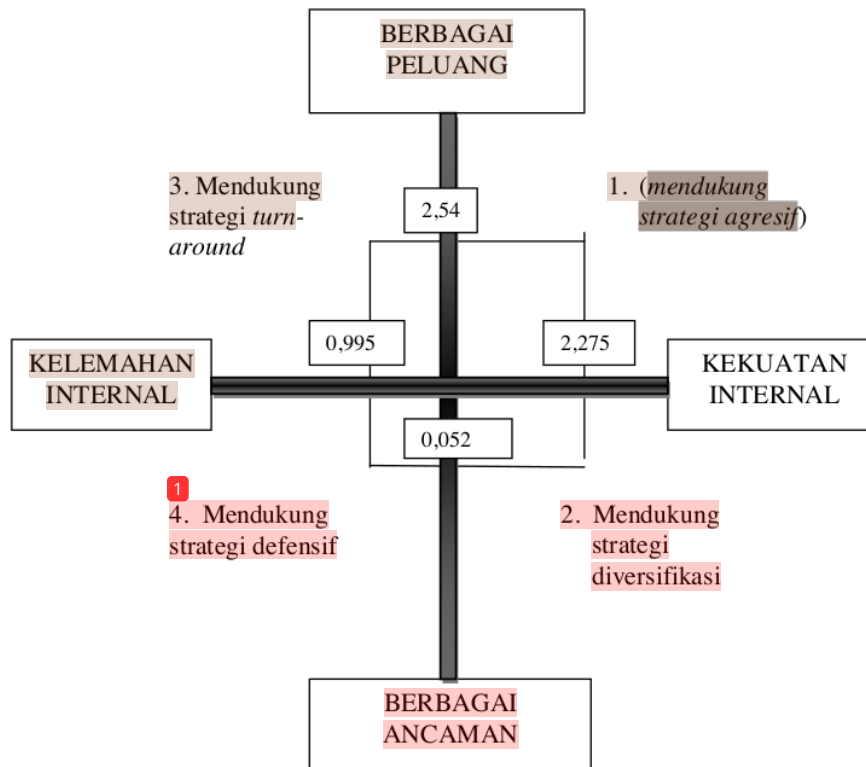 BERBAGAI
PELUANG
3. Mendukung
strategi turn-
around
1. (mendukung
strategi agresif)
2,54
0,995
2,275
KELEMAHAN
INTERNAL
KEKUATAN
INTERNAL
0,052
1
4. Mendukung
strategi defensif
2. Mendukung
strategi
diversifikasi
BERBAGAI
ANCAMAN